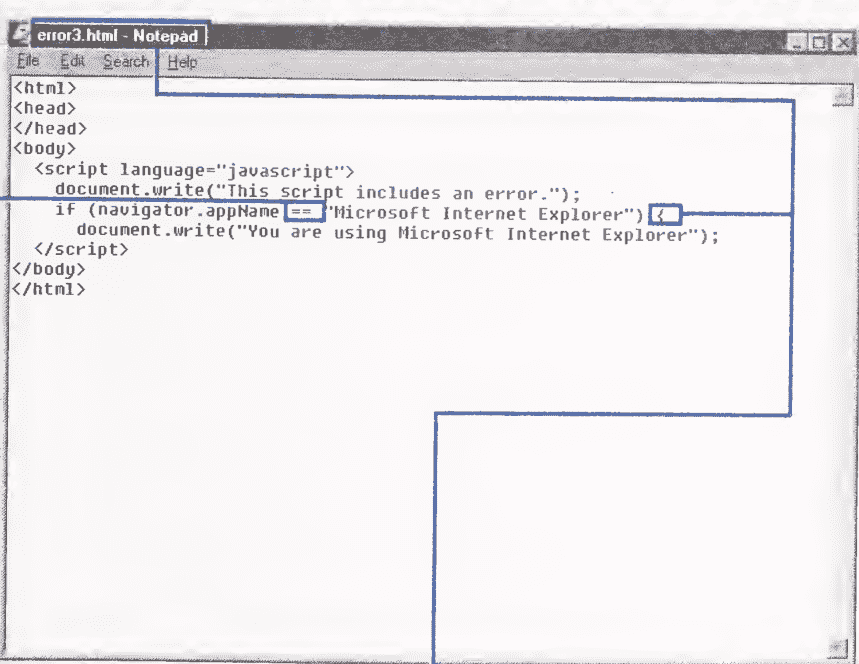 error3.html - Notepad
File Edit Search Help
<html>
<head>
</head>
<body>
  <script language="javascript">
    document.write("This script includes an error.");
    if (navigator.appName == "Microsoft Internet Explorer") {
      document.write("You are using Microsoft Internet Explorer");
  </script>
</body>
</html>